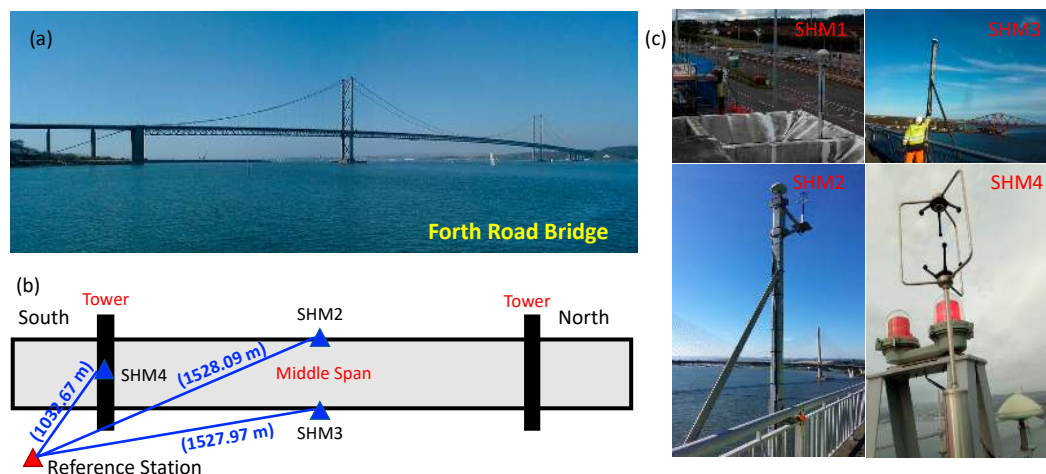 (a)
Forth Road Bridge
(b)
Tower
Tower
South
SHM2
North
(1032.67 m)
SHM4
(1528.09 m)
Middle Span
(1527.97 m)
SHM3
Reference Station
(c)
SHM1
SHM3
SHM2
SHM4